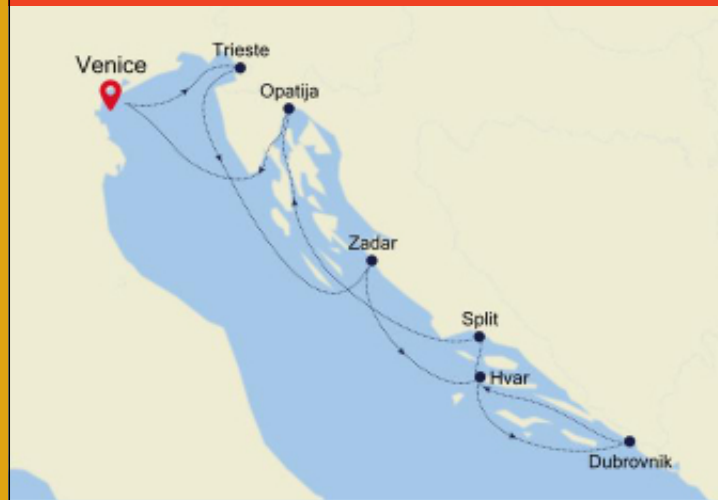 Trieste
Venice
Opatija
Zadar
Split
Hvar
Dubrovnik